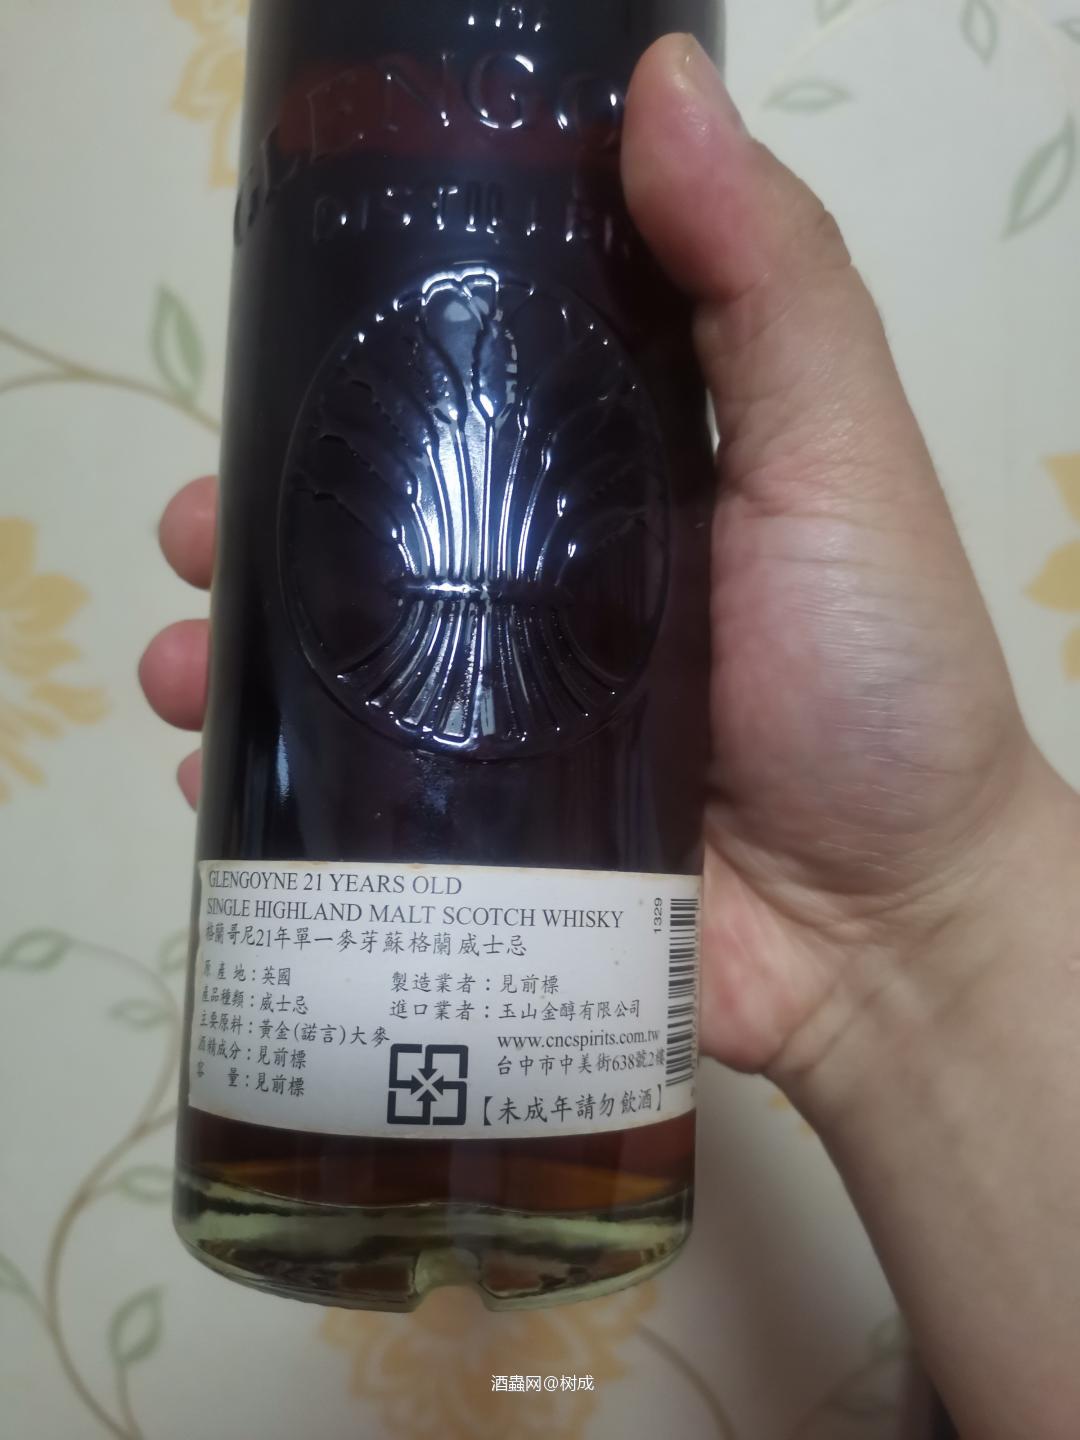 THE
GLENGO
DISTILLER
GLENGOYNE 21 YEARS OLD
SINGLE HIGHLAND MALT SCOTCH WHISKY
格蘭哥尼21年單一麥芽蘇格蘭威士忌
原產地:英國
產品種類:威士忌
主要原料:黃金(諾言)大麥
酒精成分:見前標
容 量:見前標
製造業者:見前標
進口業者:玉山金醇有限公司
www.cncspirits.com.tw
台中市中美街638號2樓
【未成年請勿飲酒】
1329
酒蟲网@树成